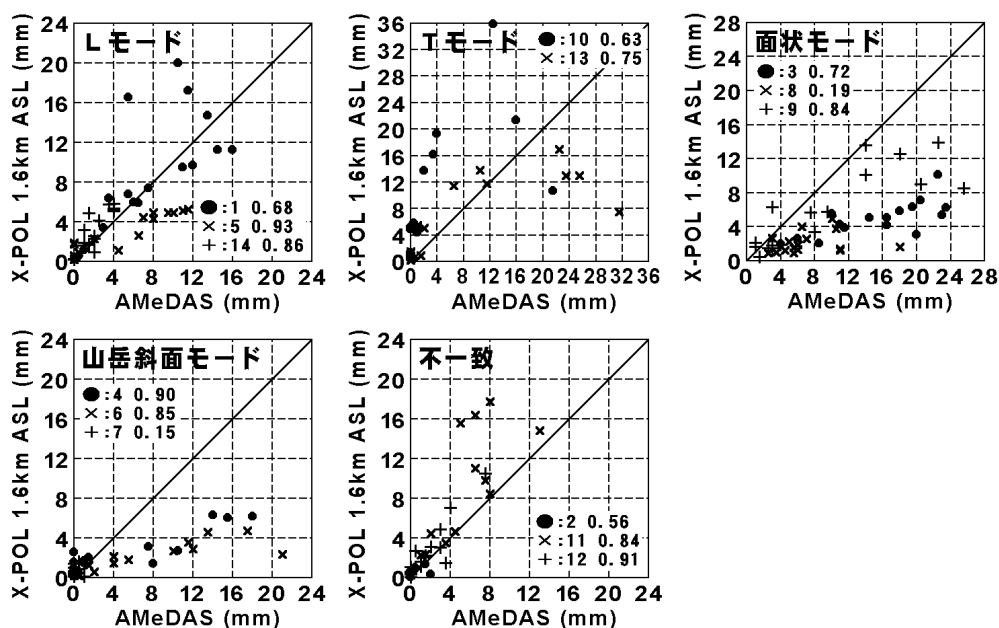 Lモード
X-POL 1.6km ASL (mm)
24
20
16
12
8
4
0
●:1 0.68
×:5 0.93
+:14 0.86
0 4 8 12 16 20 24
AMeDAS (mm)
Tモード
X-POL 1.6km ASL (mm)
36
32
28
24
20
16
12
8
4
0
●:10 0.63
×:13 0.75
0 4 8 12 16 20 24 28 32 36
AMeDAS (mm)
面状モード
X-POL 1.6km ASL (mm)
28
24
20
16
12
8
4
0
●:3 0.72
×:8 0.19
+:9 0.84
0 4 8 12 16 20 24 28
AMeDAS (mm)
山岳斜面モード
X-POL 1.6km ASL (mm)
24
20
16
12
8
4
0
●:4 0.90
×:6 0.85
+:7 0.15
0 4 8 12 16 20 24
AMeDAS (mm)
不一致
X-POL 1.6km ASL (mm)
24
20
16
12
8
4
0
●:2 0.56
×:11 0.84
+:12 0.91
0 4 8 12 16 20 24
AMeDAS (mm)